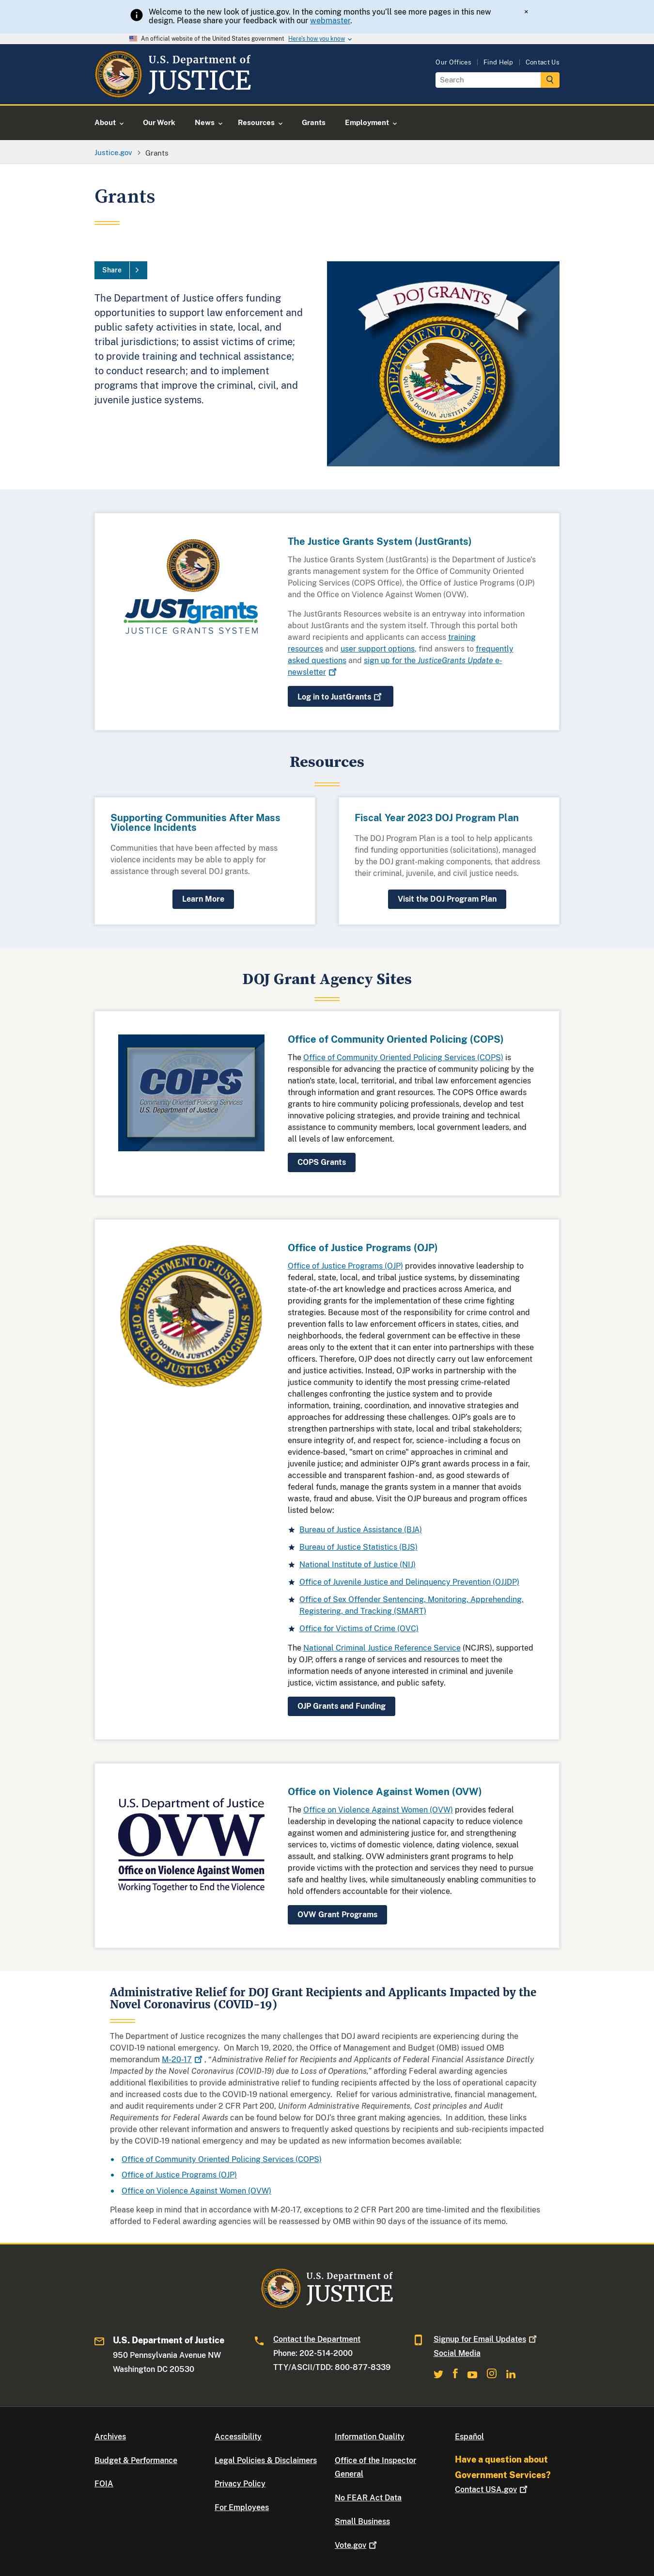 Welcome to the new look of justice.gov. In the coming months you'll see more pages in this new
design. Please share your feedback with our webmaster.
×
An official website of the United States government Here's how you know
U.S. Department of
JUSTICE
Our Offices | Find Help | Contact Us
Search
About Our Work News Resources Grants Employment
Justice.gov > Grants
Grants
Share
The Department of Justice offers funding
opportunities to support law enforcement and
public safety activities in state, local, and
tribal jurisdictions; to assist victims of crime;
to provide training and technical assistance;
to conduct research; and to implement
programs that improve the criminal, civil, and
juvenile justice systems.
DOJ GRANTS
JUSTgrants
JUSTICE GRANTS SYSTEM
The Justice Grants System (JustGrants)
The Justice Grants System (JustGrants) is the Department of Justice's
grants management system for the Office of Community Oriented
Policing Services (COPS Office), the Office of Justice Programs (OJP)
and the Office on Violence Against Women (OVW).
The JustGrants Resources website is an entryway into information
about JustGrants and the system itself. Through this portal both
award recipients and applicants can access training
resources and user support options, find answers to frequently
asked questions and sign up for the JusticeGrants Update e-
newsletter
Log in to JustGrants
Resources
Supporting Communities After Mass
Violence Incidents
Communities that have been affected by mass
violence incidents may be able to apply for
assistance through several DOJ grants.
Learn More
Fiscal Year 2023 DOJ Program Plan
The DOJ Program Plan is a tool to help applicants
find funding opportunities (solicitations), managed
by the DOJ grant-making components, that address
their criminal, juvenile, and civil justice needs.
Visit the DOJ Program Plan
DOJ Grant Agency Sites
COPS
Community Oriented Policing Services
U.S. Department of Justice
Office of Community Oriented Policing (COPS)
The Office of Community Oriented Policing Services (COPS) is
responsible for advancing the practice of community policing by the
nation's state, local, territorial, and tribal law enforcement agencies
through information and grant resources. The COPS Office awards
grants to hire community policing professionals, develop and test
innovative policing strategies, and provide training and technical
assistance to community members, local government leaders, and
all levels of law enforcement.
COPS Grants
DEPARTMENT OF JUSTICE
QUI PRO DOMINA JUSTITIA SEQUITUR
OFFICE OF JUSTICE PROGRAMS
Office of Justice Programs (OJP)
Office of Justice Programs (OJP) provides innovative leadership to
federal, state, local, and tribal justice systems, by disseminating
state-of-the art knowledge and practices across America, and
providing grants for the implementation of these crime fighting
strategies. Because most of the responsibility for crime control and
prevention falls to law enforcement officers in states, cities, and
neighborhoods, the federal government can be effective in these
areas only to the extent that it can enter into partnerships with these
officers. Therefore, OJP does not directly carry out law enforcement
and justice activities. Instead, OJP works in partnership with the
justice community to identify the most pressing crime-related
challenges confronting the justice system and to provide
information, training, coordination, and innovative strategies and
approaches for addressing these challenges. OJP's are to
strengthen partnerships with state, local and tribal stakeholders;
ensure integrity of, and respect for, science - including a focus on
evidence-based, "smart on crime" approaches in criminal and
juvenile justice; and administer OJP's grant awards process in a fair,
accessible and transparent fashion - and, as good stewards of
federal funds, manage the grants system in a manner that avoids
waste, fraud and abuse. Visit the OJP bureaus and program offices
listed below:
Bureau of Justice Assistance (BJA)
Bureau of Justice Statistics (BJS)
National Institute of Justice (NIJ)
Office of Juvenile Justice and Delinquency Prevention (OJJDP)
Office of Sex Offender Sentencing, Monitoring, Apprehending,
Registering, and Tracking (SMART)
Office for Victims of Crime (OVC)
The National Criminal Justice Reference Service (NCJRS), supported
by OJP, offers a range of services and resources to meet the
information needs of anyone interested in criminal and juvenile
justice, victim assistance, and public safety.
OJP Grants and Funding
U.S. Department of Justice
OVW
Office on Violence Against Women
Working Together to End the Violence
Office on Violence Against Women (OVW)
The Office on Violence Against Women (OVW) provides federal
leadership in developing the national capacity to reduce violence
against women and administering justice for, and strengthening
services to, victims of domestic violence, dating violence, sexual
assault, and stalking. OVW administers grant programs to help
provide victims with the protection and services they need to pursue
safe and healthy lives, while simultaneously enabling communities to
hold offenders accountable for their violence.
OVW Grant Programs
Administrative Relief for DOJ Grant Recipients and Applicants Impacted by the
Novel Coronavirus (COVID-19)
The Department of Justice recognizes the many challenges that DOJ award recipients are experiencing during the
COVID-19 national emergency. On March 19, 2020, the Office of Management and Budget (OMB) issued OMB
memorandum M-20-17 , "Administrative Relief for Recipients and Applicants of Federal Financial Assistance Directly
Impacted by the Novel Coronavirus (COVID-19) due to Loss of Operations," affording Federal awarding agencies
additional flexibilities to provide administrative relief to funding recipients affected by the loss of operational capacity
and increased costs due to the COVID-19 national emergency. Relief for various administrative, financial management,
and audit requirements under 2 CFR Part 200, Uniform Administrative Requirements, Cost principles and Audit
Requirements for Federal Awards can be found below for DOJ's three grant making agencies. In addition, these links
provide other relevant information and answers to frequently asked questions by recipients and sub-recipients impacted
by the COVID-19 national emergency and may be updated as new information becomes available:
Office of Community Oriented Policing Services (COPS)
Office of Justice Programs (OJP)
Office on Violence Against Women (OVW)
Please keep in mind that in accordance with M-20-17, exceptions to 2 CFR Part 200 are time-limited and the flexibilities
afforded to Federal awarding agencies will be reassessed by OMB within 90 days of the issuance of its memo.
U.S. Department of
JUSTICE
U.S. Department of Justice
950 Pennsylvania Avenue NW
Washington DC 20530
Contact the Department
Phone: 202-514-2000
TTY/ASCII/TDD: 800-877-8339
Signup for Email Updates
Social Media
Archives
Budget & Performance
FOIA
Accessibility
Legal Policies & Disclaimers
Privacy Policy
For Employees
Information Quality
Office of the Inspector
General
No FEAR Act Data
Small Business
Vote.gov
Español
Have a question about
Government Services?
Contact USA.gov